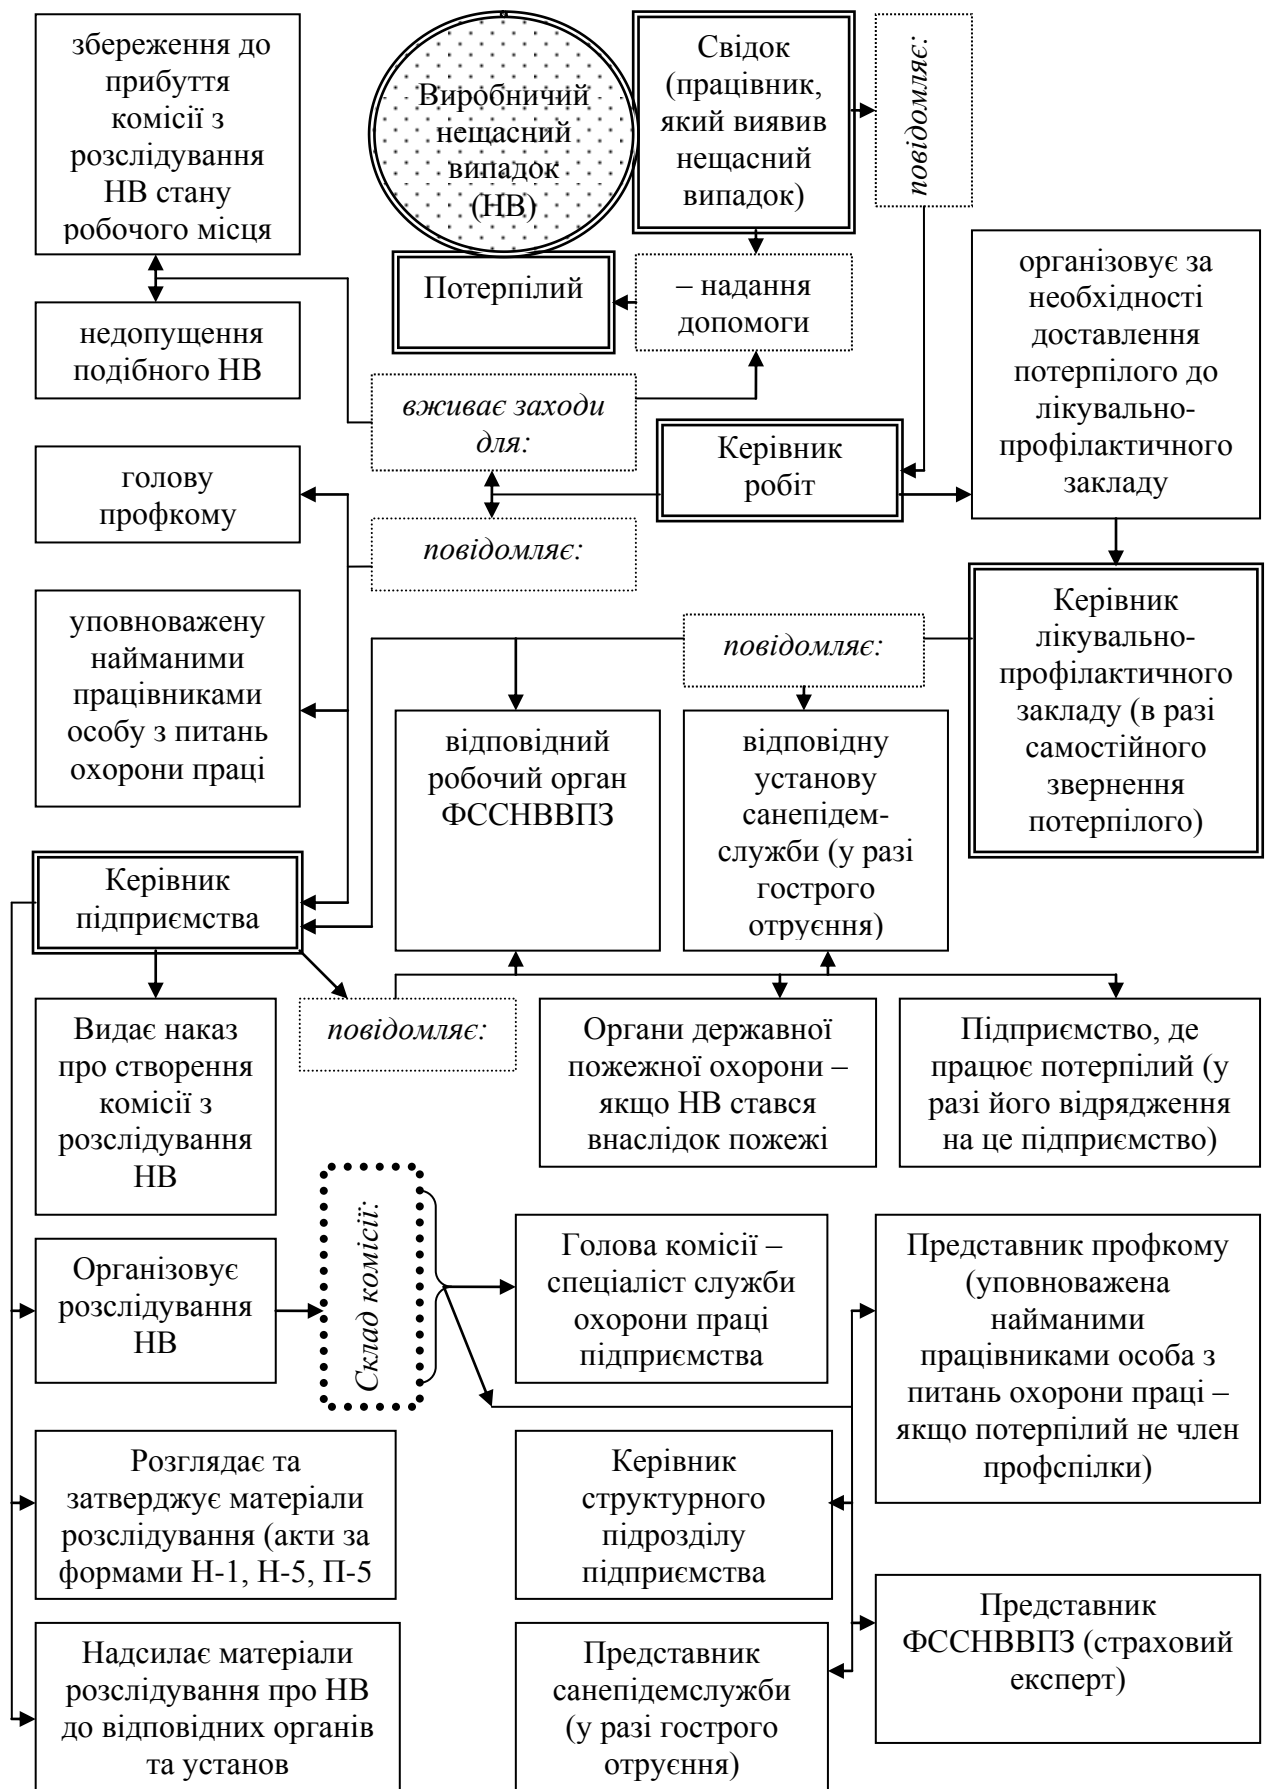 збереження до
прибуття
комісії з
розслідування
НВ стану
робочого місця
Виробничий
нещасний
випадок
(НВ)
Свідок
(працівник,
який виявив
нещасний
випадок)
повідомляє:
недопущення
подібного НВ
Потерпілий
– надання
допомоги
організовує за
необхідності
доставлення
потерпілого до
лікувально-
профілактичного
закладу
вживає заходи
для:
Керівник
робіт
голову
профкому
повідомляє:
уповноважену
найманими
працівниками
особу з питань
охорони праці
повідомляє:
Керівник
лікувально-
профілактичного
закладу (в разі
самостійного
звернення
потерпілого)
відповідний
робочий орган
ФССНВВПЗ
відповідну
установу
санепідем-
служби (у разі
гострого
отруєння)
Керівник
підприємства
Видає наказ
про створення
комісії з
розслідування
НВ
повідомляє:
Органи державної
пожежної охорони –
якщо НВ стався
внаслідок пожежі
Підприємство, де
працює потерпілий (у
разі його відрядження
на це підприємство)
Організовує
розслідування
НВ
Склад комісії:
Голова комісії –
спеціаліст служби
охорони праці
підприємства
Представник профкому
(уповноважена
найманими
працівниками особа з
питань охорони праці –
якщо потерпілий не член
профспілки)
Розглядає та
затверджує матеріали
розслідування (акти за
формами Н-1, Н-5, П-5
Керівник
структурного
підрозділу
підприємства
Надсилає матеріали
розслідування про НВ
до відповідних органів
та установ
Представник
санепідемслужби
(у разі гострого
отруєння)
Представник
ФССНВВПЗ (страховий
експерт)